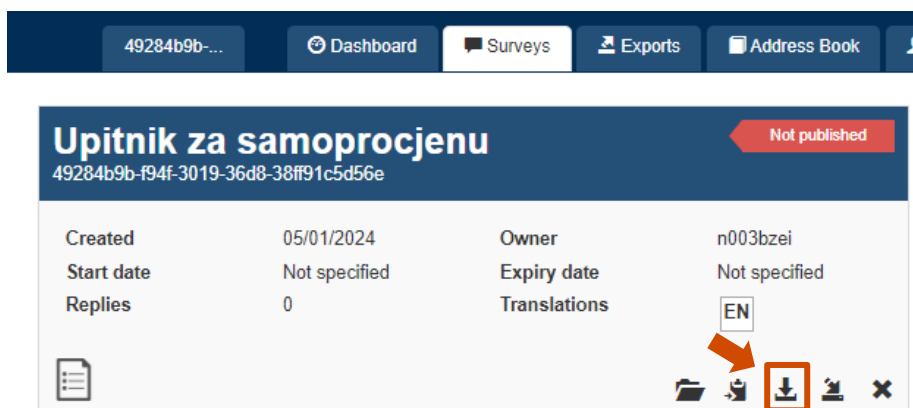 49284b9b-... Dashboard Surveys Exports Address Book
Upitnik za samoprocjenu
Not published
49284b9b-f94f-3019-36d8-38ff91c5d56e
Created 05/01/2024 Owner n003bzei
Start date Not specified Expiry date Not specified
Replies 0 Translations EN